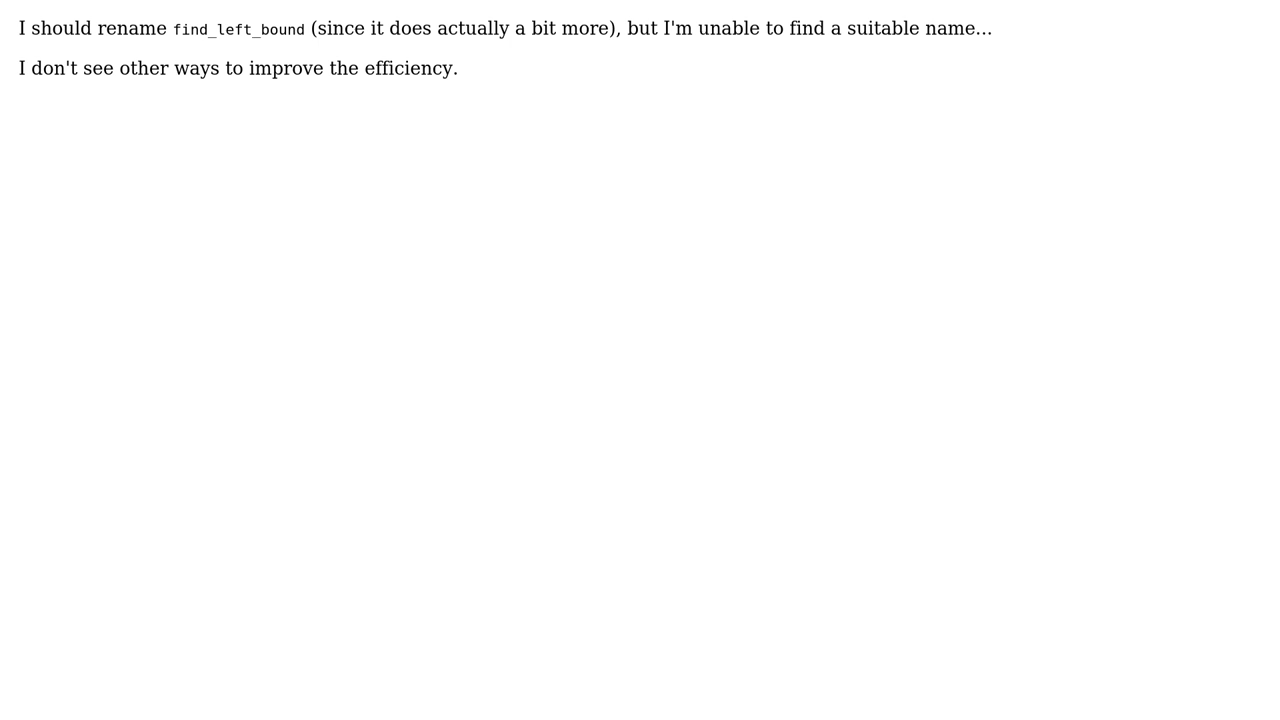 I should rename find_left_bound (since it does actually a bit more), but I'm unable to find a suitable name...
I don't see other ways to improve the efficiency.